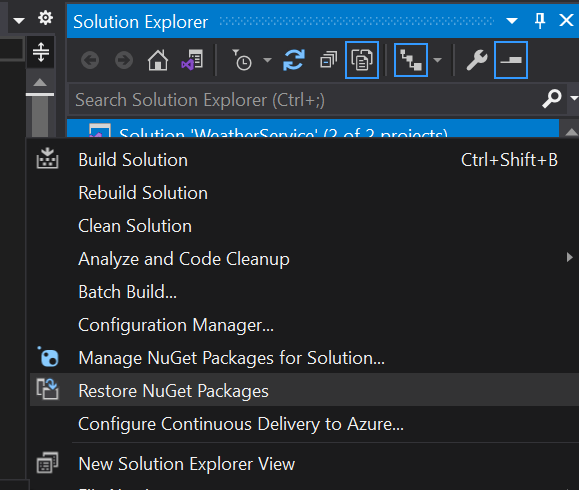 Solution Explorer
Search Solution Explorer (Ctrl+;)
Solution 'WeatherService' (2 of 2 projects)
Build Solution Ctrl+Shift+B
Rebuild Solution
Clean Solution
Analyze and Code Cleanup
Batch Build...
Configuration Manager...
Manage NuGet Packages for Solution...
Restore NuGet Packages
Configure Continuous Delivery to Azure...
New Solution Explorer View